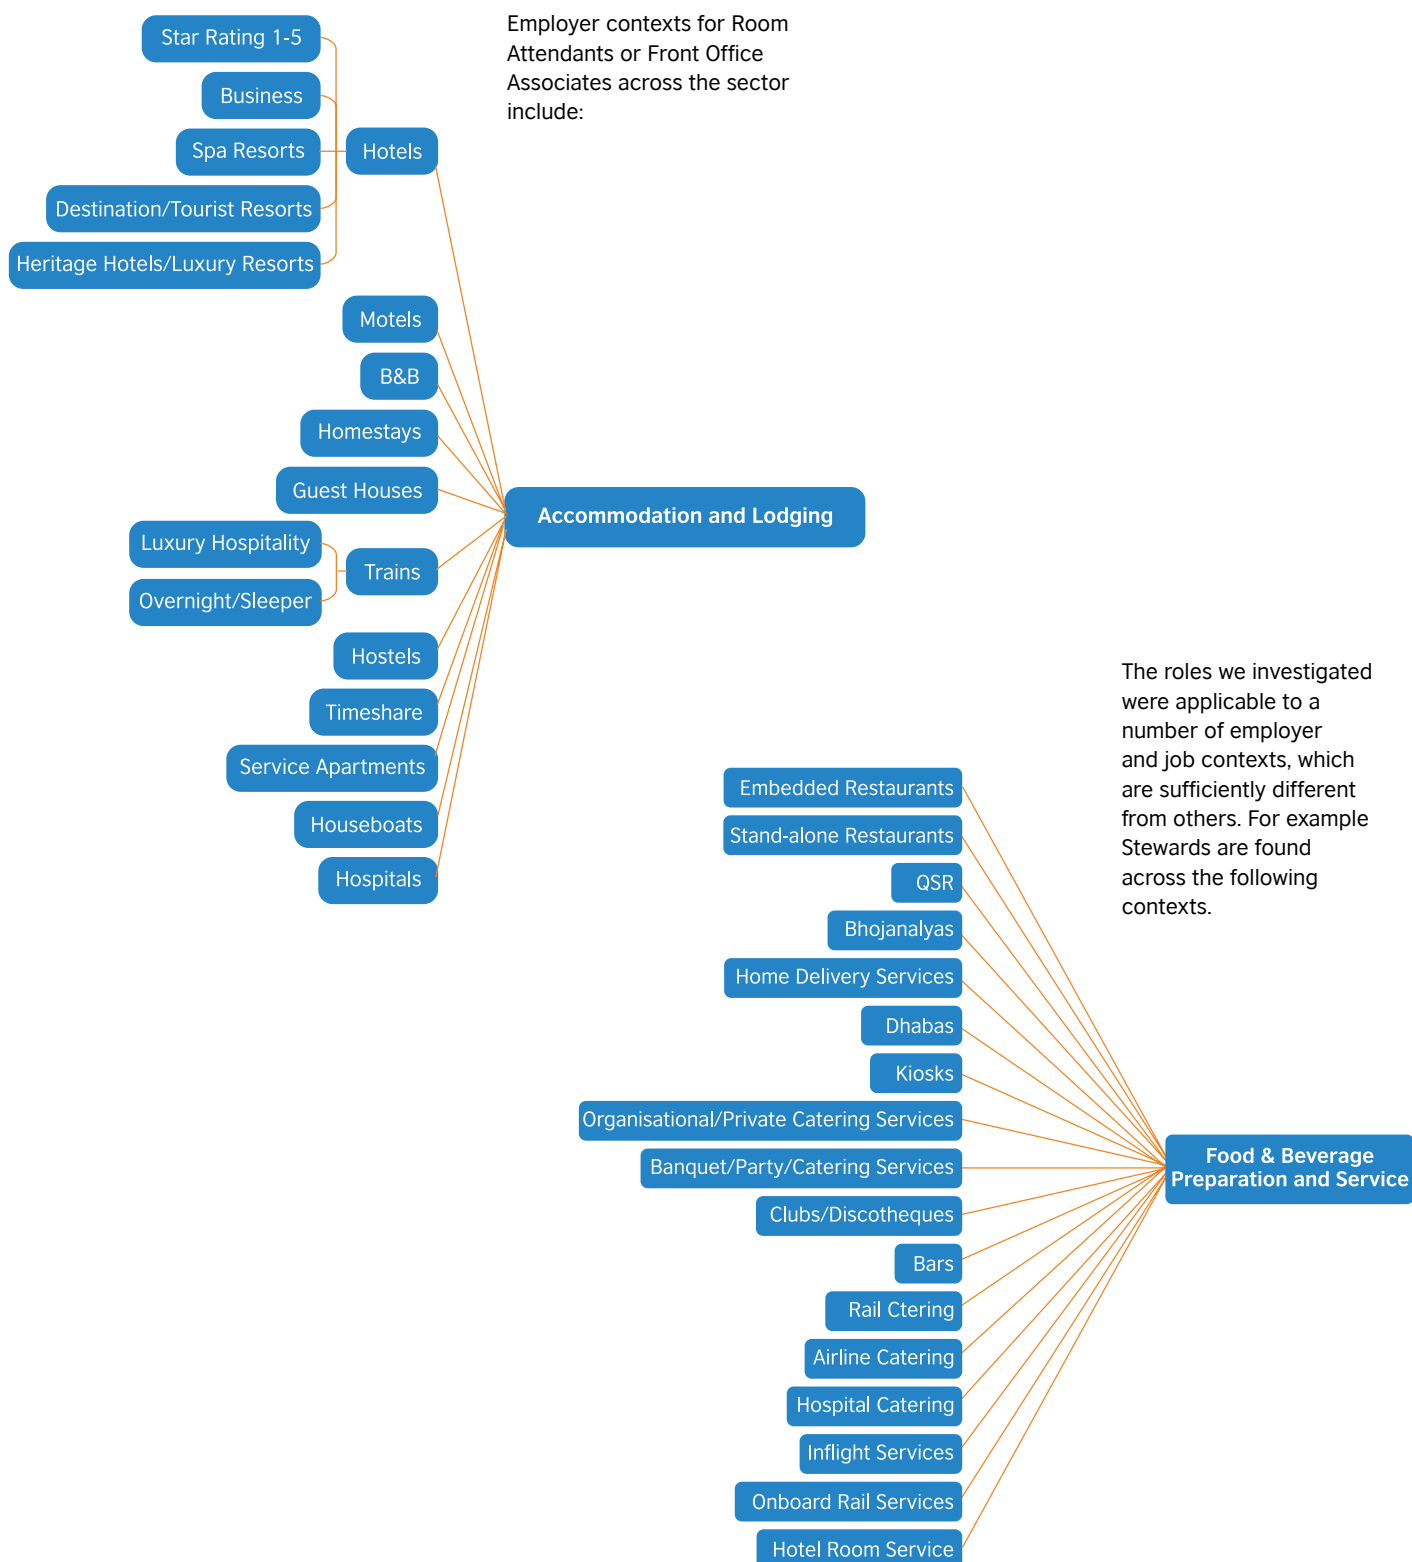 Employer contexts for Room
Attendants or Front Office
Associates across the sector
include:
Star Rating 1-5
Business
Spa Resorts
Destination/Tourist Resorts
Heritage Hotels/Luxury Resorts
Hotels
Motels
B&B
Homestays
Guest Houses
Luxury Hospitality
Overnight/Sleeper
Trains
Hostels
Timeshare
Service Apartments
Houseboats
Hospitals
Accommodation and Lodging
The roles we investigated
were applicable to a
number of employer
and job contexts, which
are sufficiently different
from others. For example
Stewards are found
across the following
contexts.
Embedded Restaurants
Stand-alone Restaurants
QSR
Bhojanalyas
Home Delivery Services
Dhabas
Kiosks
Organisational/Private Catering Services
Banquet/Party/Catering Services
Clubs/Discotheques
Bars
Rail Ctering
Airline Catering
Hospital Catering
Inflight Services
Onboard Rail Services
Hotel Room Service
Food & Beverage
Preparation and Service